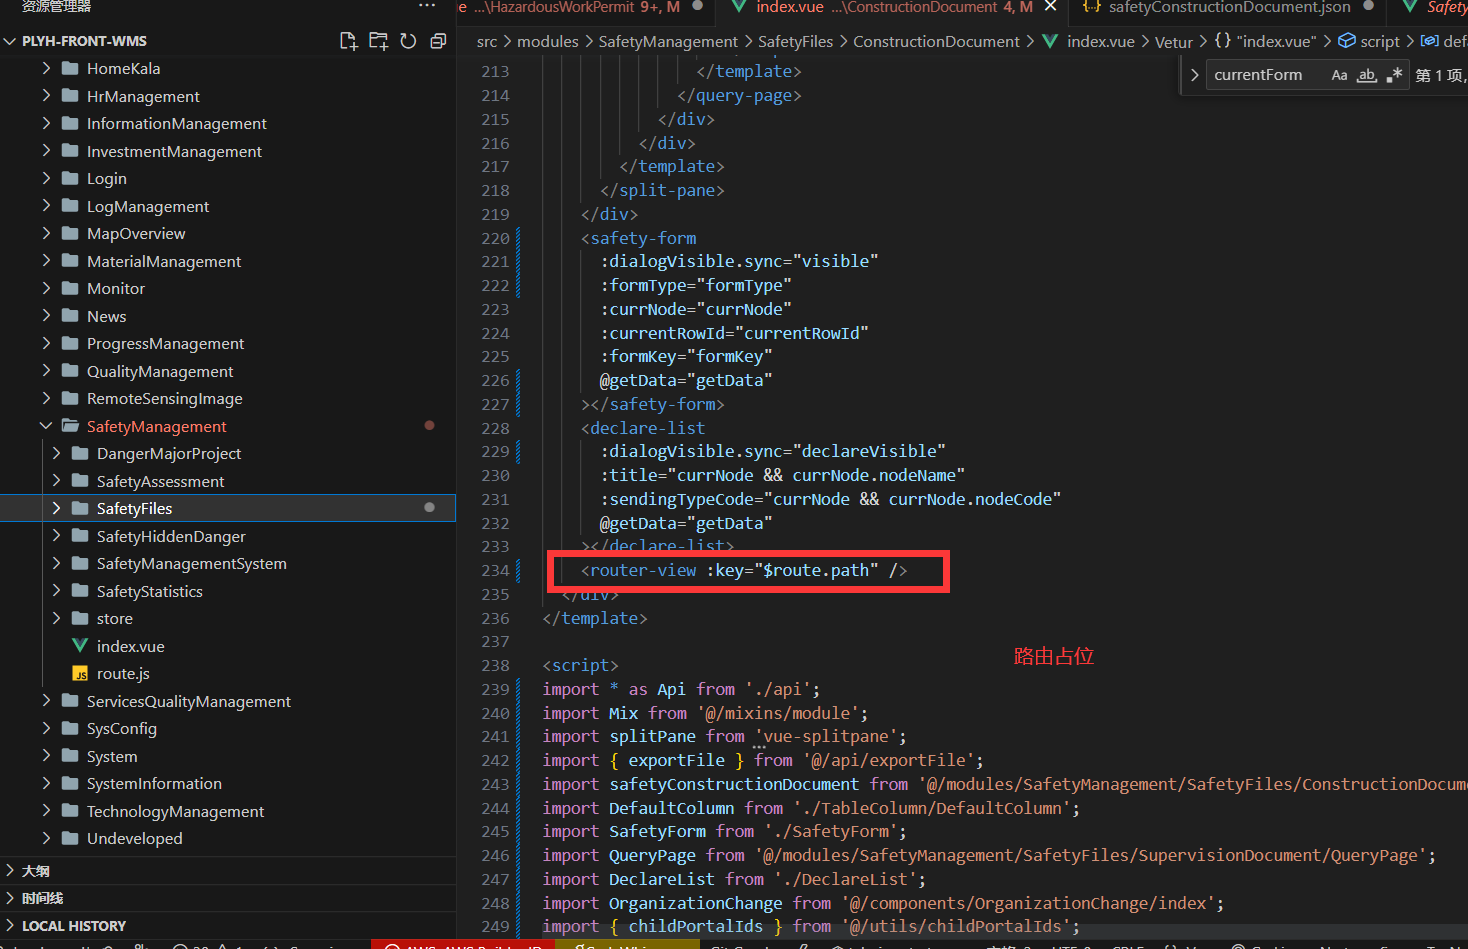 资源管理器
PLYH-FRONT-WMS
HomeKala
HrManagement
InformationManagement
InvestmentManagement
Login
LogManagement
MapOverview
MaterialManagement
Monitor
News
ProgressManagement
QualityManagement
RemoteSensingImage
SafetyManagement
DangerMajorProject
SafetyAssessment
SafetyFiles
SafetyHiddenDanger
SafetyManagementSystem
SafetyStatistics
store
index.vue
route.js
ServicesQualityManagement
SysConfig
System
SystemInformation
TechnologyManagement
Undeveloped
大纲
时间线
LOCAL HISTORY
e ...\HazardousWorkPermit 9+, M
index.vue ...\ConstructionDocument 4, M
safetyConstructionDocument.json
Safety
src > modules > SafetyManagement > SafetyFiles > ConstructionDocument > index.vue > Vetur > {} "index.vue" > script > def
currentForm Aa ab .* 第 1 项,
213 </template>
214 </query-page>
215 </div>
216 </div>
217 </template>
218 </split-pane>
219 </div>
220 <safety-form
221 :dialogVisible.sync="visible"
222 :formType="formType"
223 :currNode="currNode"
224 :currentRowId="currentRowId"
225 :formKey="formKey"
226 @getData="getData"
227 ></safety-form>
228 <declare-list
229 :dialogVisible.sync="declareVisible"
230 :title="currNode && currNode.nodeName"
231 :sendingTypeCode="currNode && currNode.nodeCode"
232 @getData="getData"
233 ></declare-list>
234 <router-view :key="$route.path" />
235 </div>
236 </template>
237
路由占位
238 <script>
239 import * as Api from './api';
240 import Mix from '@/mixins/module';
241 import splitPane from 'vue-splitpane';
242 import { exportFile } from '@/api/exportFile';
243 import safetyConstructionDocument from '@/modules/SafetyManagement/SafetyFiles/ConstructionDocum
244 import DefaultColumn from './TableColumn/DefaultColumn';
245 import SafetyForm from './SafetyForm';
246 import QueryPage from '@/modules/SafetyManagement/SafetyFiles/SupervisionDocument/QueryPage';
247 import DeclareList from './DeclareList';
248 import OrganizationChange from '@/components/OrganizationChange/index';
249 import { childPortalIds } from '@/utils/childPortalIds';